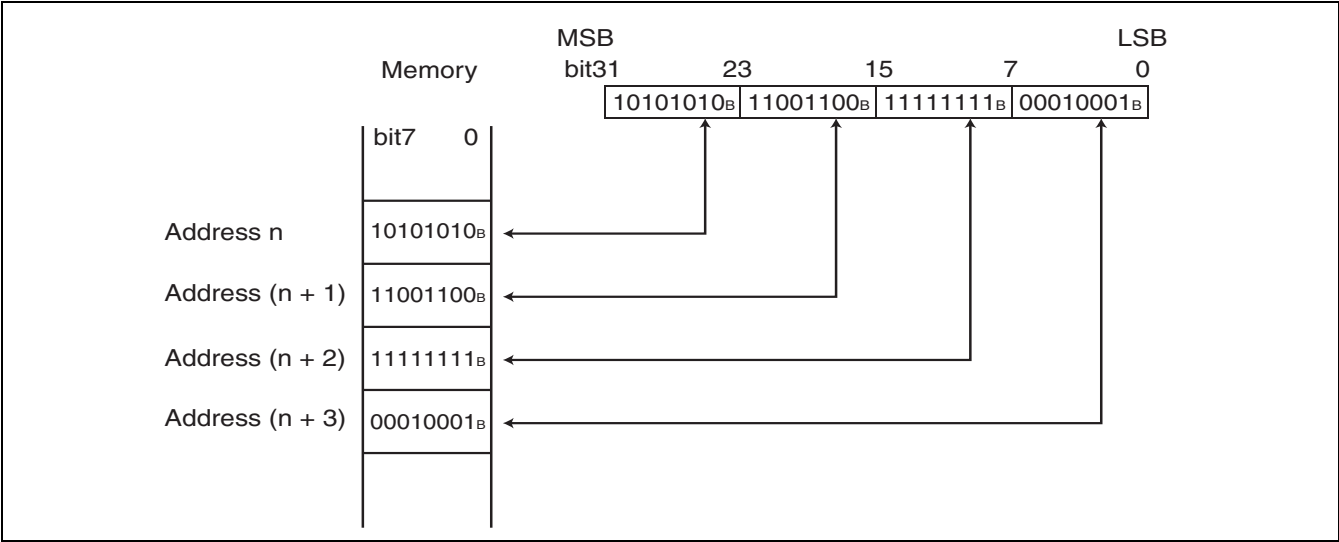 MSB LSB
Memory bit31 23 15 7 0
10101010B 11001100B 11111111B 00010001B
bit7 0
Address n 10101010B
Address (n + 1) 11001100B
Address (n + 2) 11111111B
Address (n + 3) 00010001B